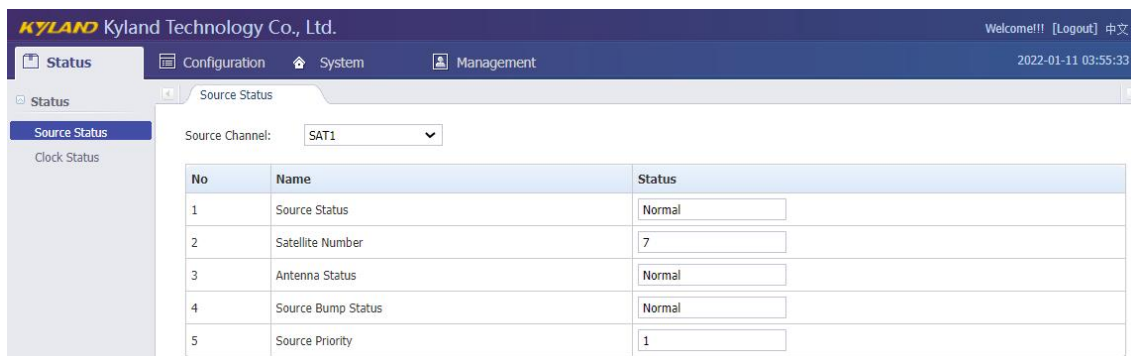 KYLAND Kyland Technology Co., Ltd.
Welcome!!! [Logout] 中文
Status Configuration System Management
2022-01-11 03:55:33
Status
Source Status
Clock Status
Source Status
Source Channel: SAT1
No Name Status
1 Source Status Normal
2 Satellite Number 7
3 Antenna Status Normal
4 Source Bump Status Normal
5 Source Priority 1